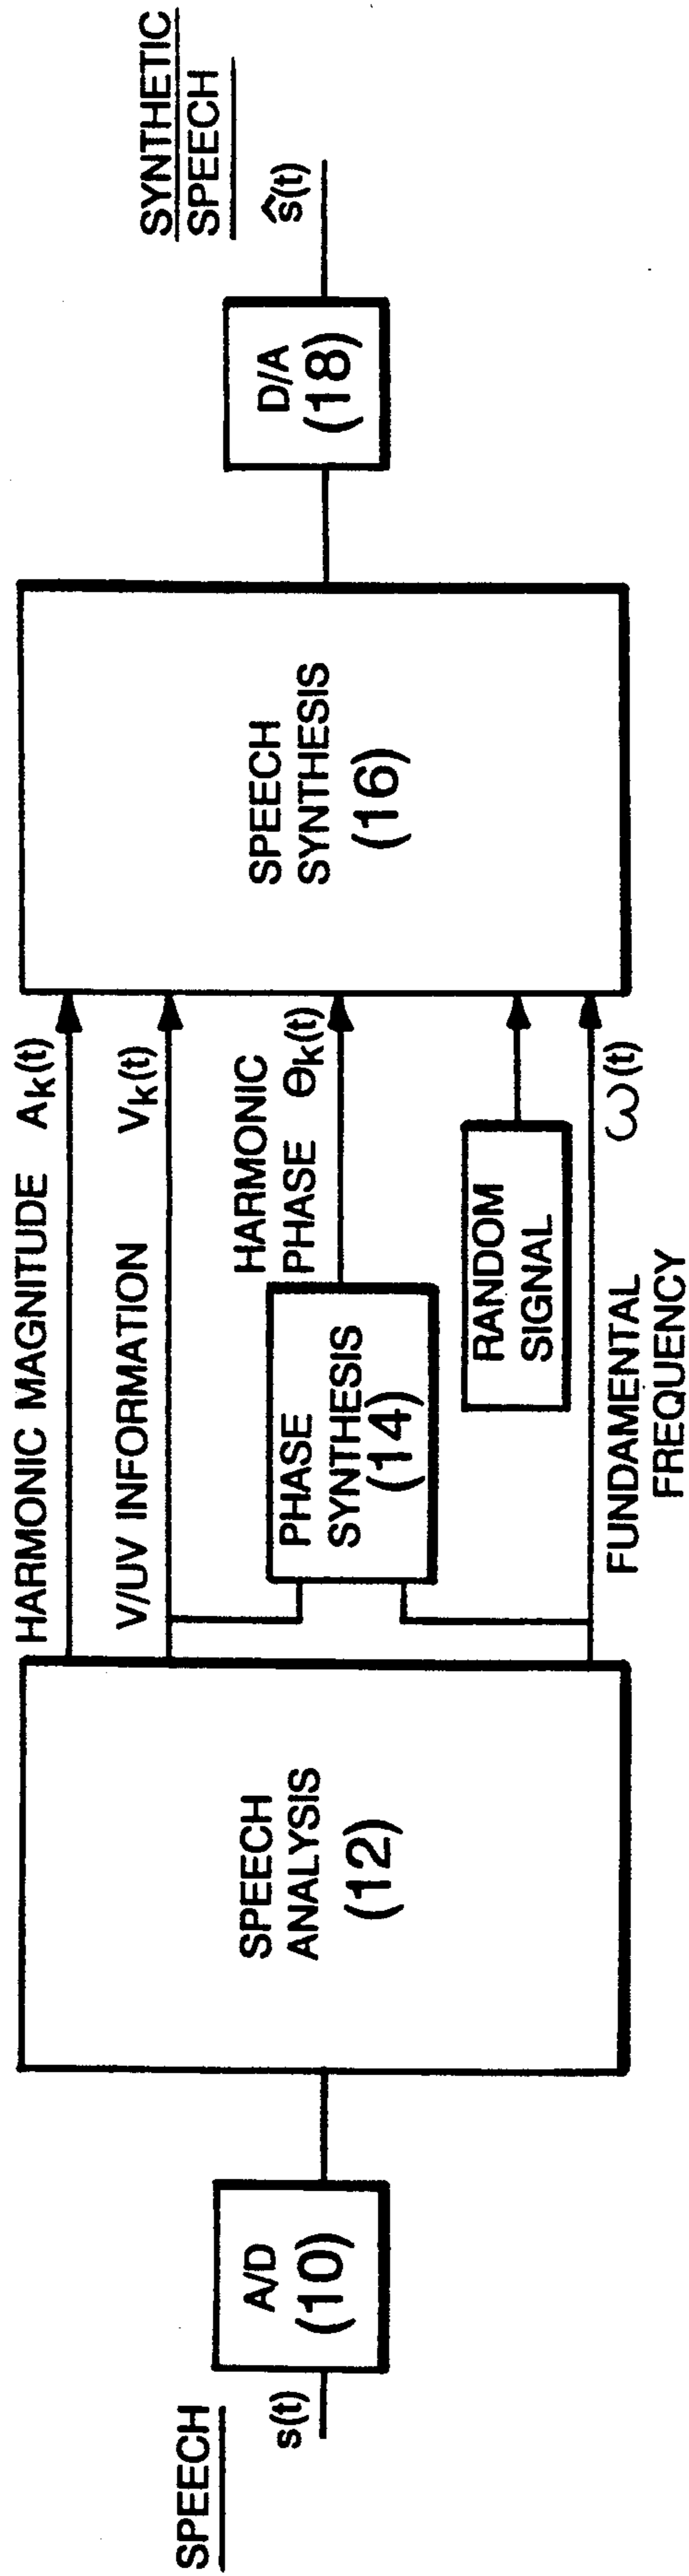 SPEECH
s(t)
A/D
(10)
SPEECH
ANALYSIS
(12)
HARMONIC MAGNITUDE Ak(t)
V/UV INFORMATION Vk(t)
PHASE
SYNTHESIS
(14)
HARMONIC
PHASE Θk(t)
RANDOM
SIGNAL
FUNDAMENTAL
FREQUENCY
ω(t)
SPEECH
SYNTHESIS
(16)
D/A
(18)
SYNTHETIC
SPEECH
ŝ(t)